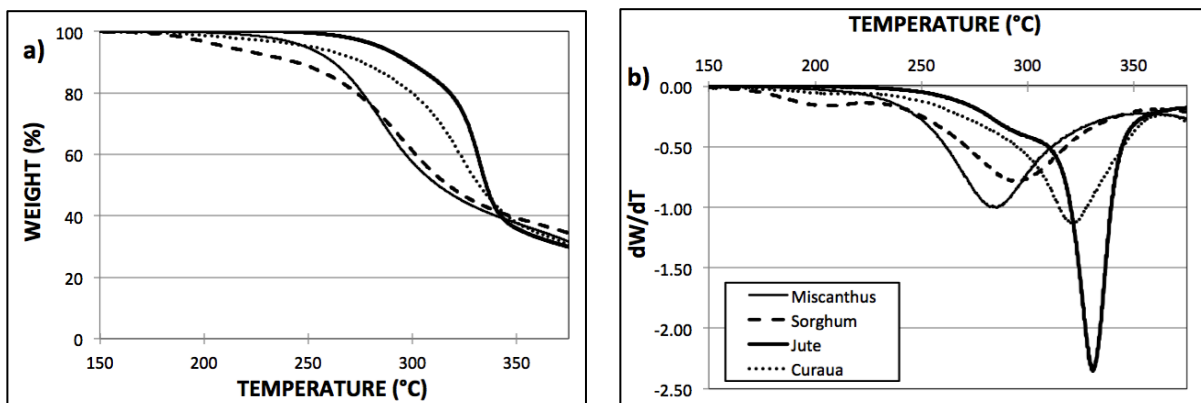 a)
WEIGHT (%)
100
80
60
40
20
0
150 200 250 300 350
TEMPERATURE (°C)
TEMPERATURE (°C)
150 200 250 300 350
b)
dW/dT
0.00
-0.50
-1.00
-1.50
-2.00
-2.50
Miscanthus
Sorghum
Jute
Curaua